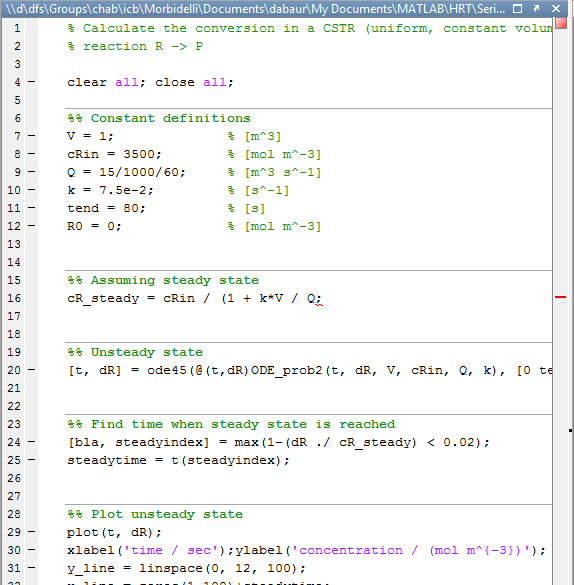 \\d\dfs\Groups\chab\icb\Morbidelli\Documents\dabaur\My Documents\MATLAB\HRT\Seri...
1 % Calculate the conversion in a CSTR (uniform, constant volum
2 % reaction R -> P
3
4 clear all; close all;
5
6 %% Constant definitions
7 V = 1; % [m^3]
8 cRin = 3500; % [mol m^-3]
9 Q = 15/1000/60; % [m^3 s^-1]
10 k = 7.5e-2; % [s^-1]
11 tend = 80; % [s]
12 R0 = 0; % [mol m^-3]
13
14
15 %% Assuming steady state
16 cR_steady = cRin / (1 + k*V / Q;
17
18
19 %% Unsteady state
20 [t, dR] = ode45(@(t,dR)ODE_prob2(t, dR, V, cRin, Q, k), [0 te
21
22
23 %% Find time when steady state is reached
24 [bla, steadyindex] = max(1-(dR ./ cR_steady) < 0.02);
25 steadytime = t(steadyindex);
26
27
28 %% Plot unsteady state
29 plot(t, dR);
30 xlabel('time / sec');ylabel('concentration / (mol m^{-3})');
31 y_line = linspace(0, 12, 100);